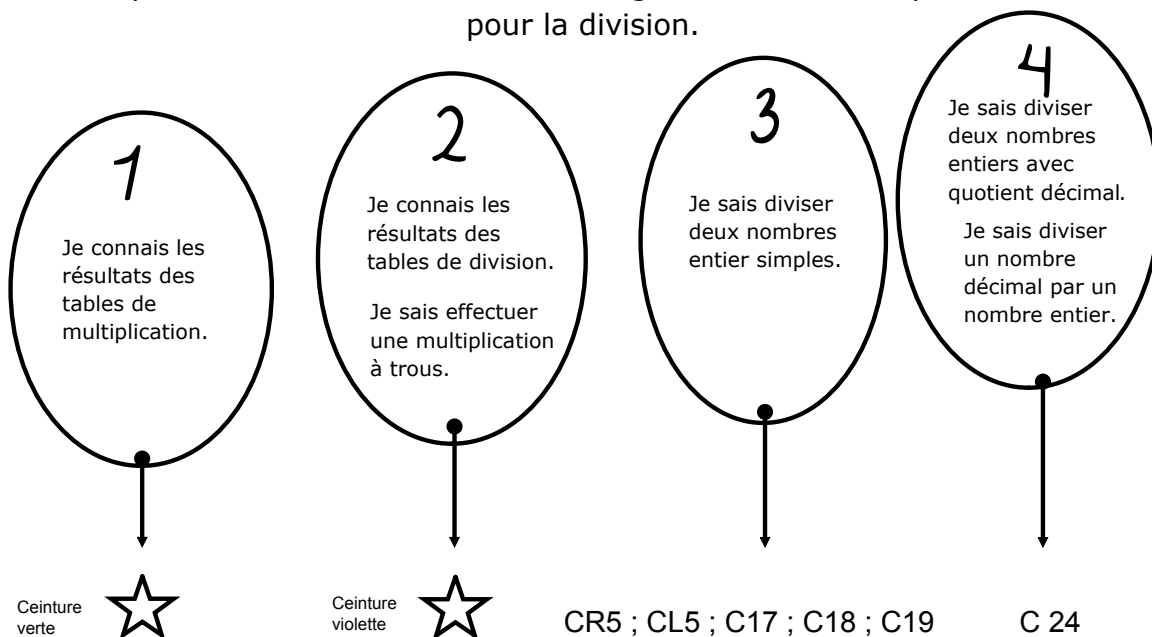 pour la division.
1
Je connais les
résultats des
tables de
multiplication.
2
Je connais les
résultats des
tables de division.
Je sais effectuer
une multiplication
à trous.
3
Je sais diviser
deux nombres
entier simples.
4
Je sais diviser
deux nombres
entiers avec
quotient décimal.
Je sais diviser
un nombre
décimal par un
nombre entier.
Ceinture
verte
Ceinture
violette
CR5 ; CL5 ; C17 ; C18 ; C19
C 24